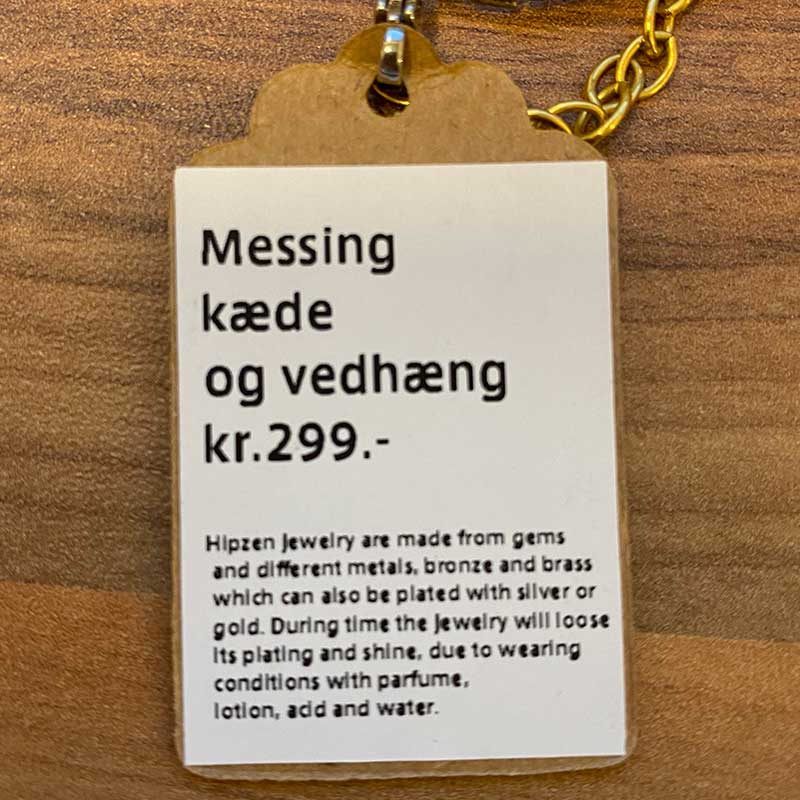 Messing
kæde
og vedhæng
kr.299.-
Hipzen Jewelry are made from gems
and different metals, bronze and brass
which can also be plated with silver or
gold. During time the Jewelry will loose
its plating and shine, due to wearing
conditions with parfume,
lotion, acid and water.